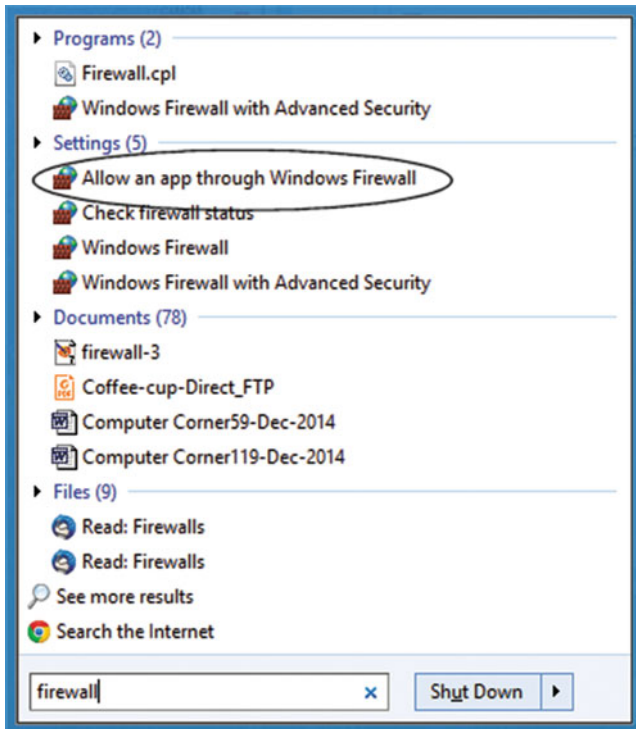 Programs (2)
Firewall.cpl
Windows Firewall with Advanced Security
Settings (5)
Allow an app through Windows Firewall
Check firewall status
Windows Firewall
Windows Firewall with Advanced Security
Documents (78)
firewall-3
Coffee-cup-Direct_FTP
Computer Corner59-Dec-2014
Computer Corner119-Dec-2014
Files (9)
Read: Firewalls
Read: Firewalls
See more results
Search the Internet
firewall
Shut Down